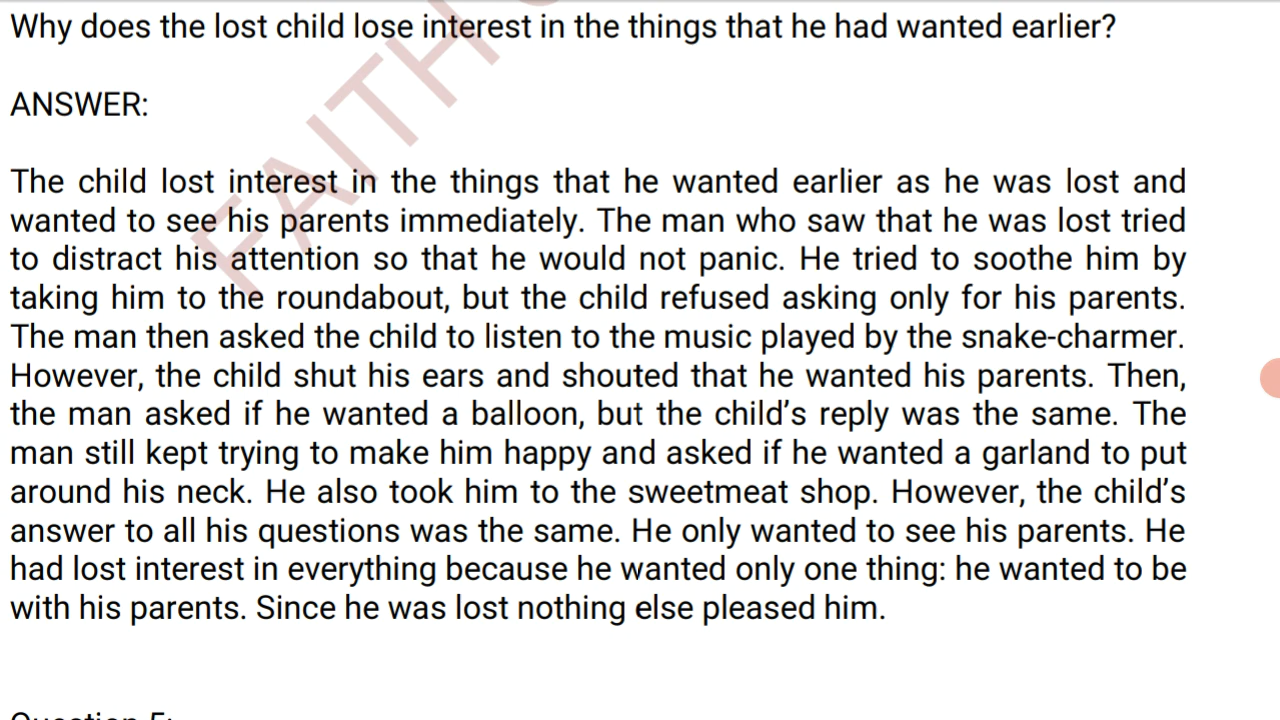 Why does the lost child lose interest in the things that he had wanted earlier?
ANSWER:
The child lost interest in the things that he wanted earlier as he was lost and
wanted to see his parents immediately. The man who saw that he was lost tried
to distract his attention so that he would not panic. He tried to soothe him by
taking him to the roundabout, but the child refused asking only for his parents.
The man then asked the child to listen to the music played by the snake-charmer.
However, the child shut his ears and shouted that he wanted his parents. Then,
the man asked if he wanted a balloon, but the child’s reply was the same. The
man still kept trying to make him happy and asked if he wanted a garland to put
around his neck. He also took him to the sweetmeat shop. However, the child’s
answer to all his questions was the same. He only wanted to see his parents. He
had lost interest in everything because he wanted only one thing: he wanted to be
with his parents. Since he was lost nothing else pleased him.
Question 5:
FAITH